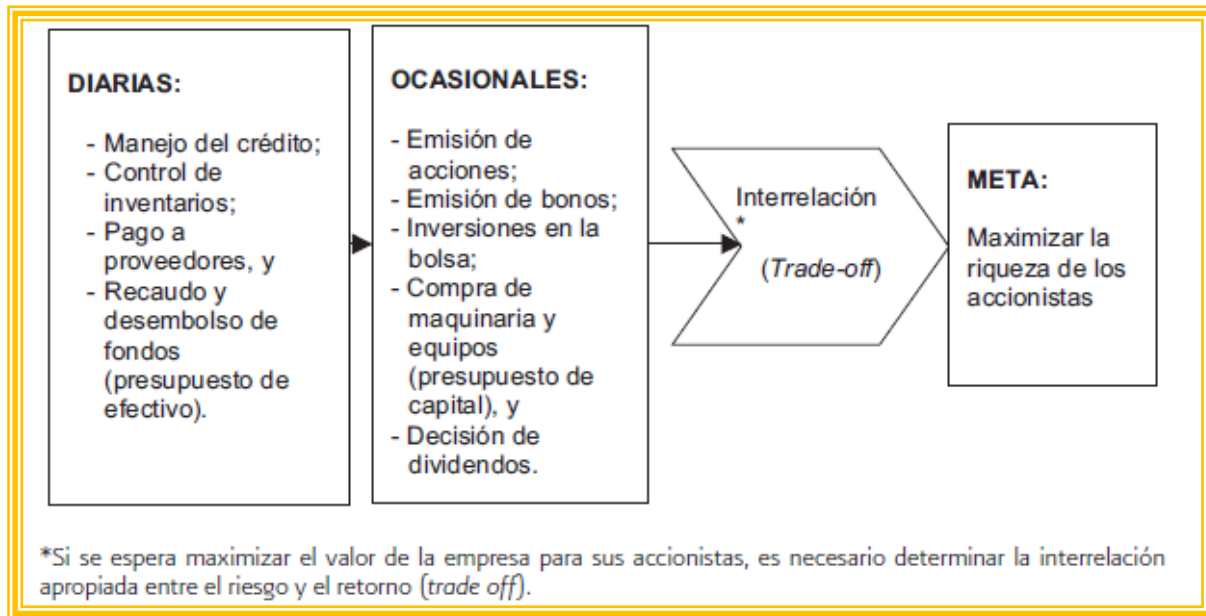 DIARIAS:
- Manejo del crédito;
- Control de
inventarios;
- Pago a
proveedores, y
- Recaudo y
desembolso de
fondos
(presupuesto de
efectivo).
OCASIONALES:
- Emisión de
acciones;
- Emisión de bonos;
- Inversiones en la
bolsa;
- Compra de
maquinaria y
equipos
(presupuesto de
capital), y
- Decisión de
dividendos.
Interrelación
*
(Trade-off)
META:
Maximizar la
riqueza de los
accionistas
*Si se espera maximizar el valor de la empresa para sus accionistas, es necesario determinar la interrelación
apropiada entre el riesgo y el retorno (trade off).